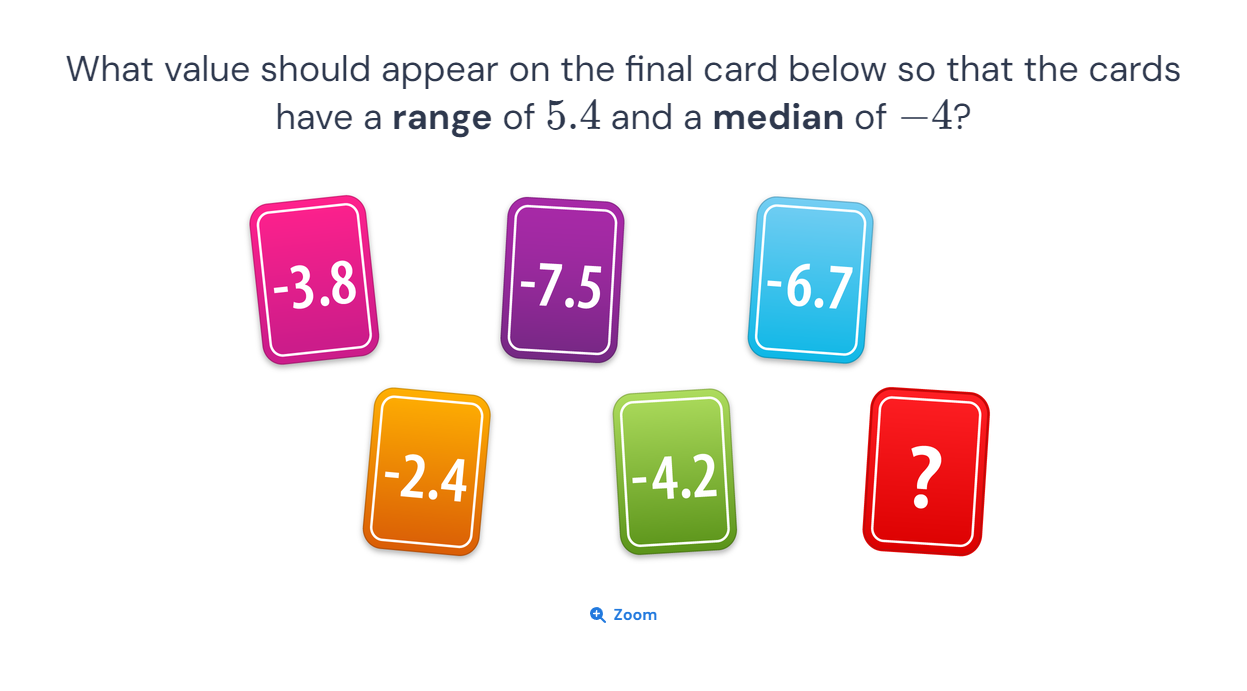 What value should appear on the final card below so that the cards
have a range of 5.4 and a median of −4?
-3.8 -7.5 -6.7
-2.4 -4.2 ?
Zoom